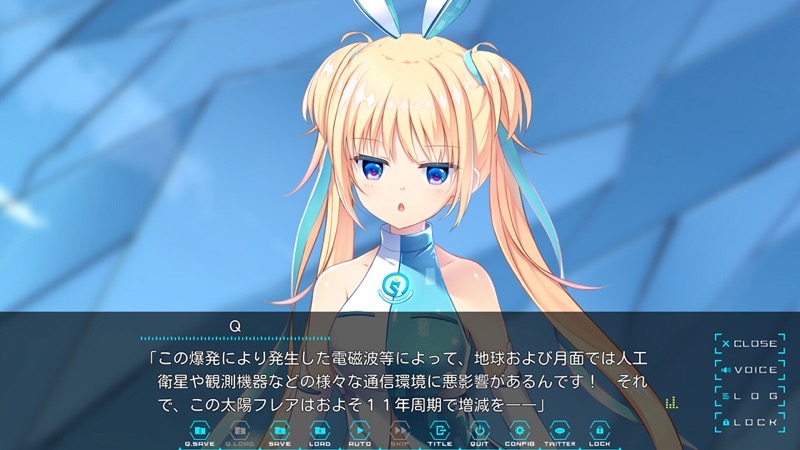 Q
「この爆発により発生した電磁波等によって、地球および月面では人工
衛星や観測機器などの様々な通信環境に悪影響があるんです！　それ
で、この太陽フレアはおよそ１１年周期で増減を――」
CLOSE
VOICE
LOG
LOCK
Q.SAVE
Q.LOAD
SAVE
LOAD
AUTO
SKIP
TITLE
QUIT
CONFIG
TWITTER
LOCK